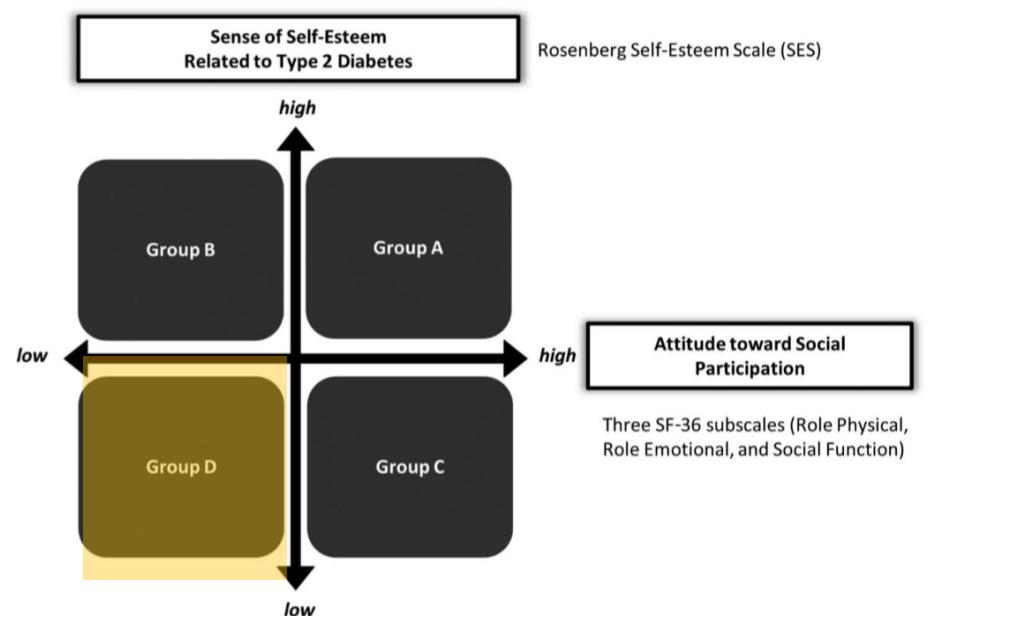 Sense of Self-Esteem
Related to Type 2 Diabetes
Rosenberg Self-Esteem Scale (SES)
high
Group B
Group A
low
high
Attitude toward Social
Participation
Three SF-36 subscales (Role Physical,
Role Emotional, and Social Function)
Group D
Group C
low